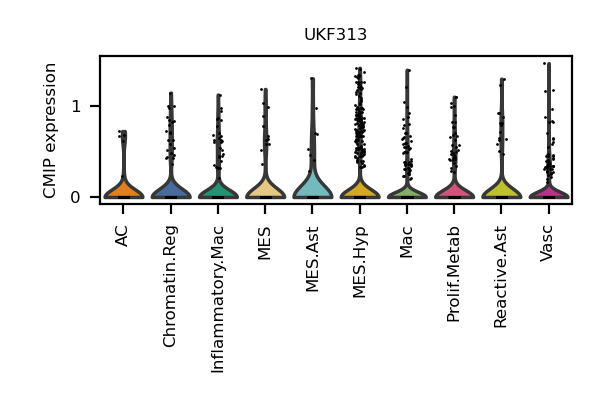 UKF313
CMIP expression
1
0
AC
Chromatin.Reg
Inflammatory.Mac
MES
MES.Ast
MES.Hyp
Mac
Prolif.Metab
Reactive.Ast
Vasc